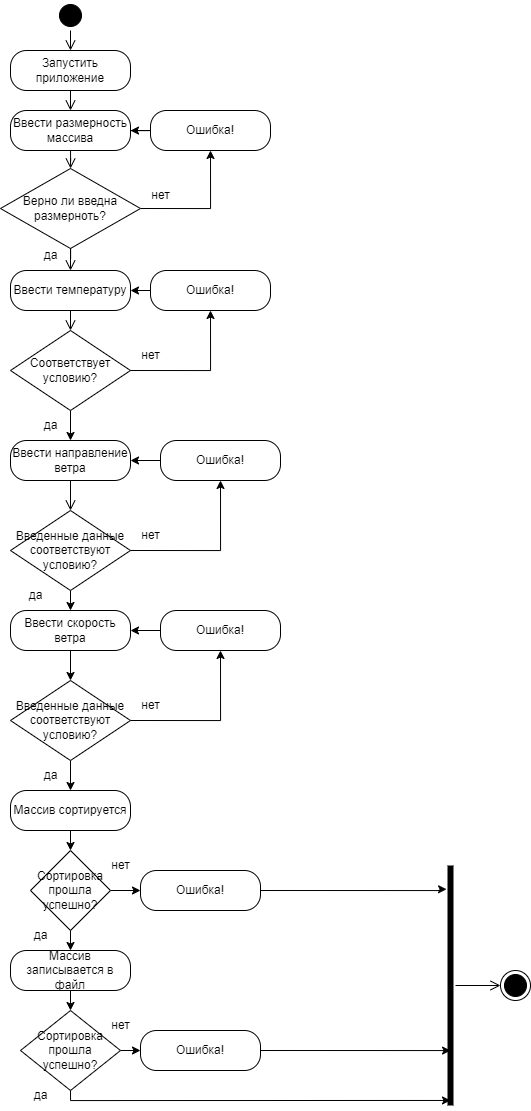 Запустить
приложение
Ввести размерность
массива
Ошибка!
нет
Верно ли введна
размерноть?
да
Ввести температуру
Ошибка!
нет
Соответствует
условию?
да
Ввести направление
ветра
Ошибка!
нет
Введенные данные
соответствуют
условию?
да
Ввести скорость
ветра
Ошибка!
нет
Введенные данные
соответствуют
условию?
да
Массив сортируется
нет
Сортировка
прошла
успешно?
Ошибка!
да
Массив
записывается в
файл
нет
Сортировка
прошла
успешно?
Ошибка!
да